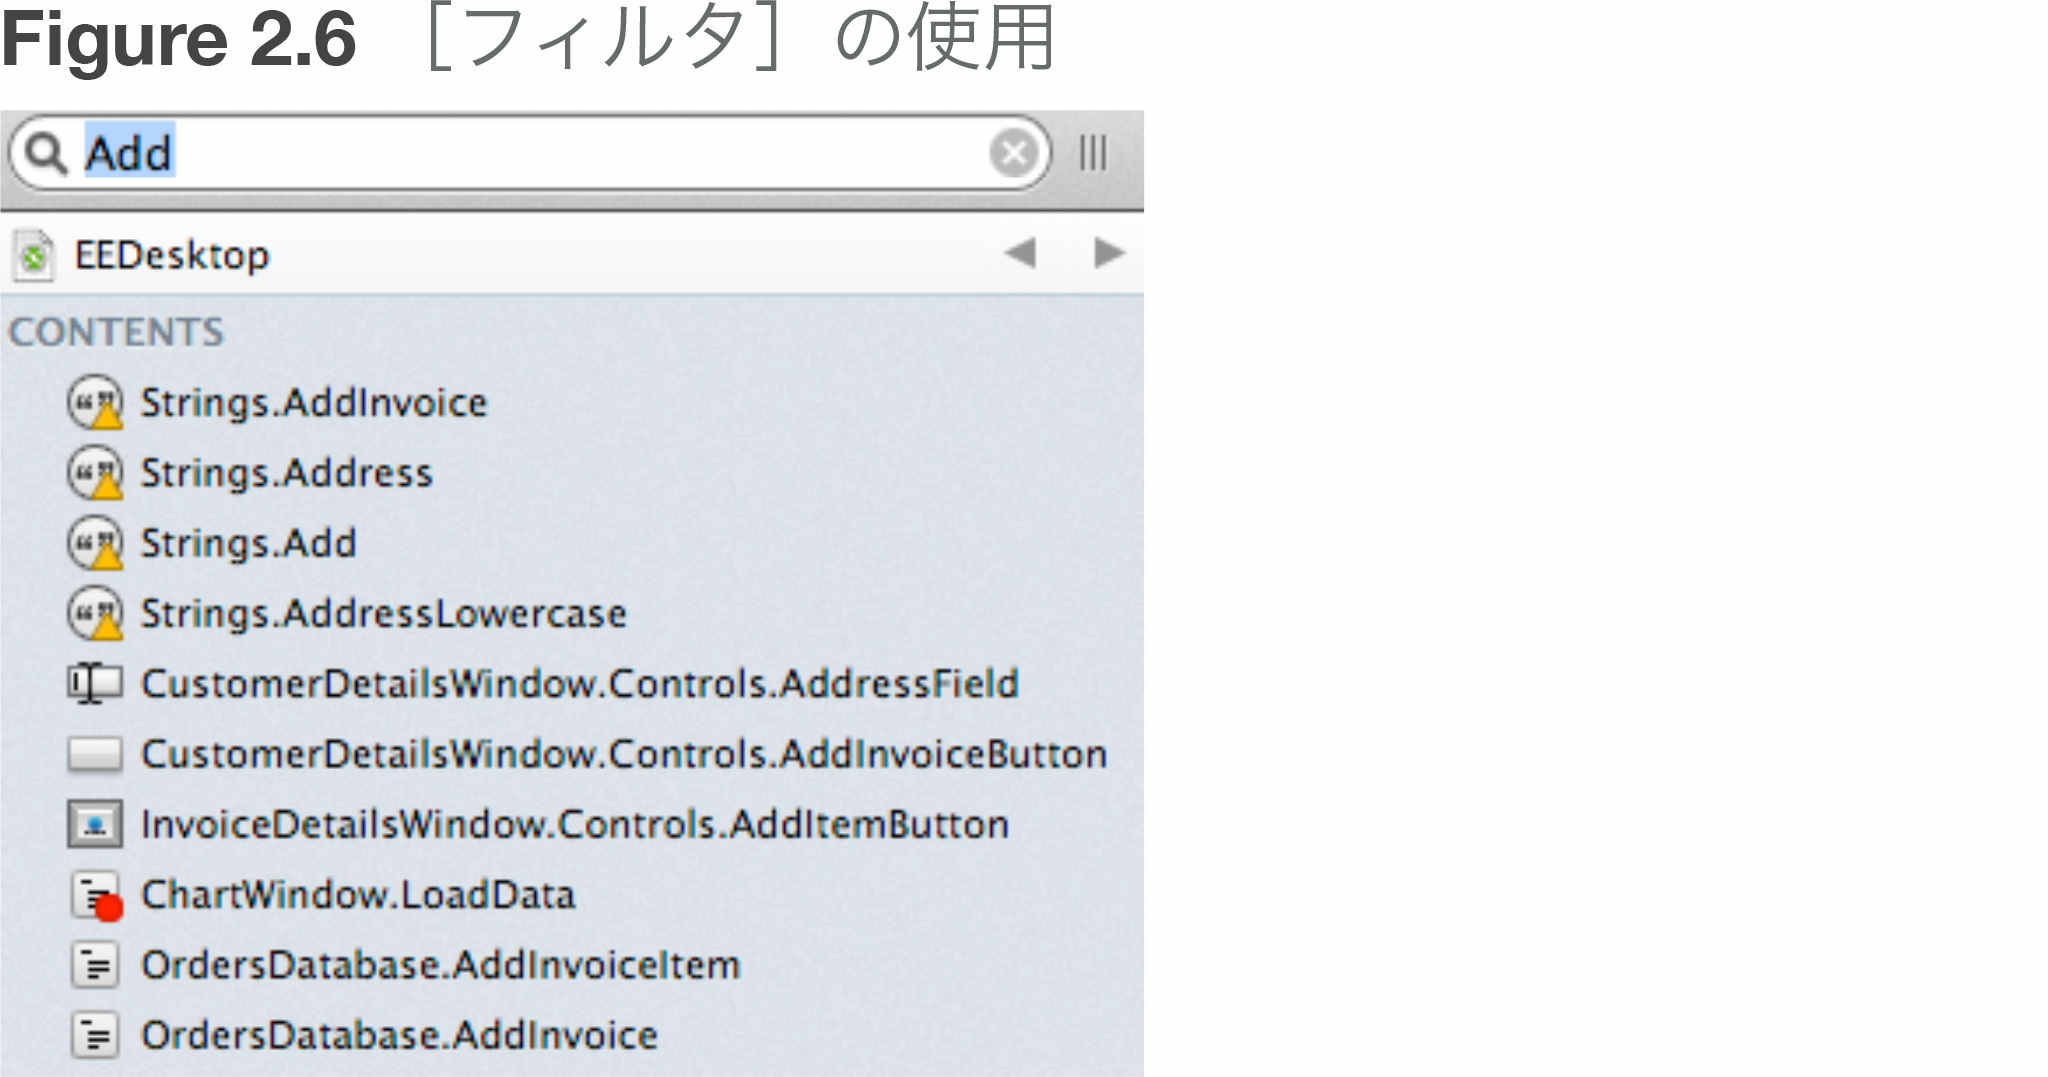 Figure 2.6 ［フィルタ］の使用
Add
EEDesktop
CONTENTS
Strings.AddInvoice
Strings.Address
Strings.Add
Strings.AddressLowercase
CustomerDetailsWindow.Controls.AddressField
CustomerDetailsWindow.Controls.AddInvoiceButton
InvoiceDetailsWindow.Controls.AddItemButton
ChartWindow.LoadData
OrdersDatabase.AddInvoiceItem
OrdersDatabase.AddInvoice